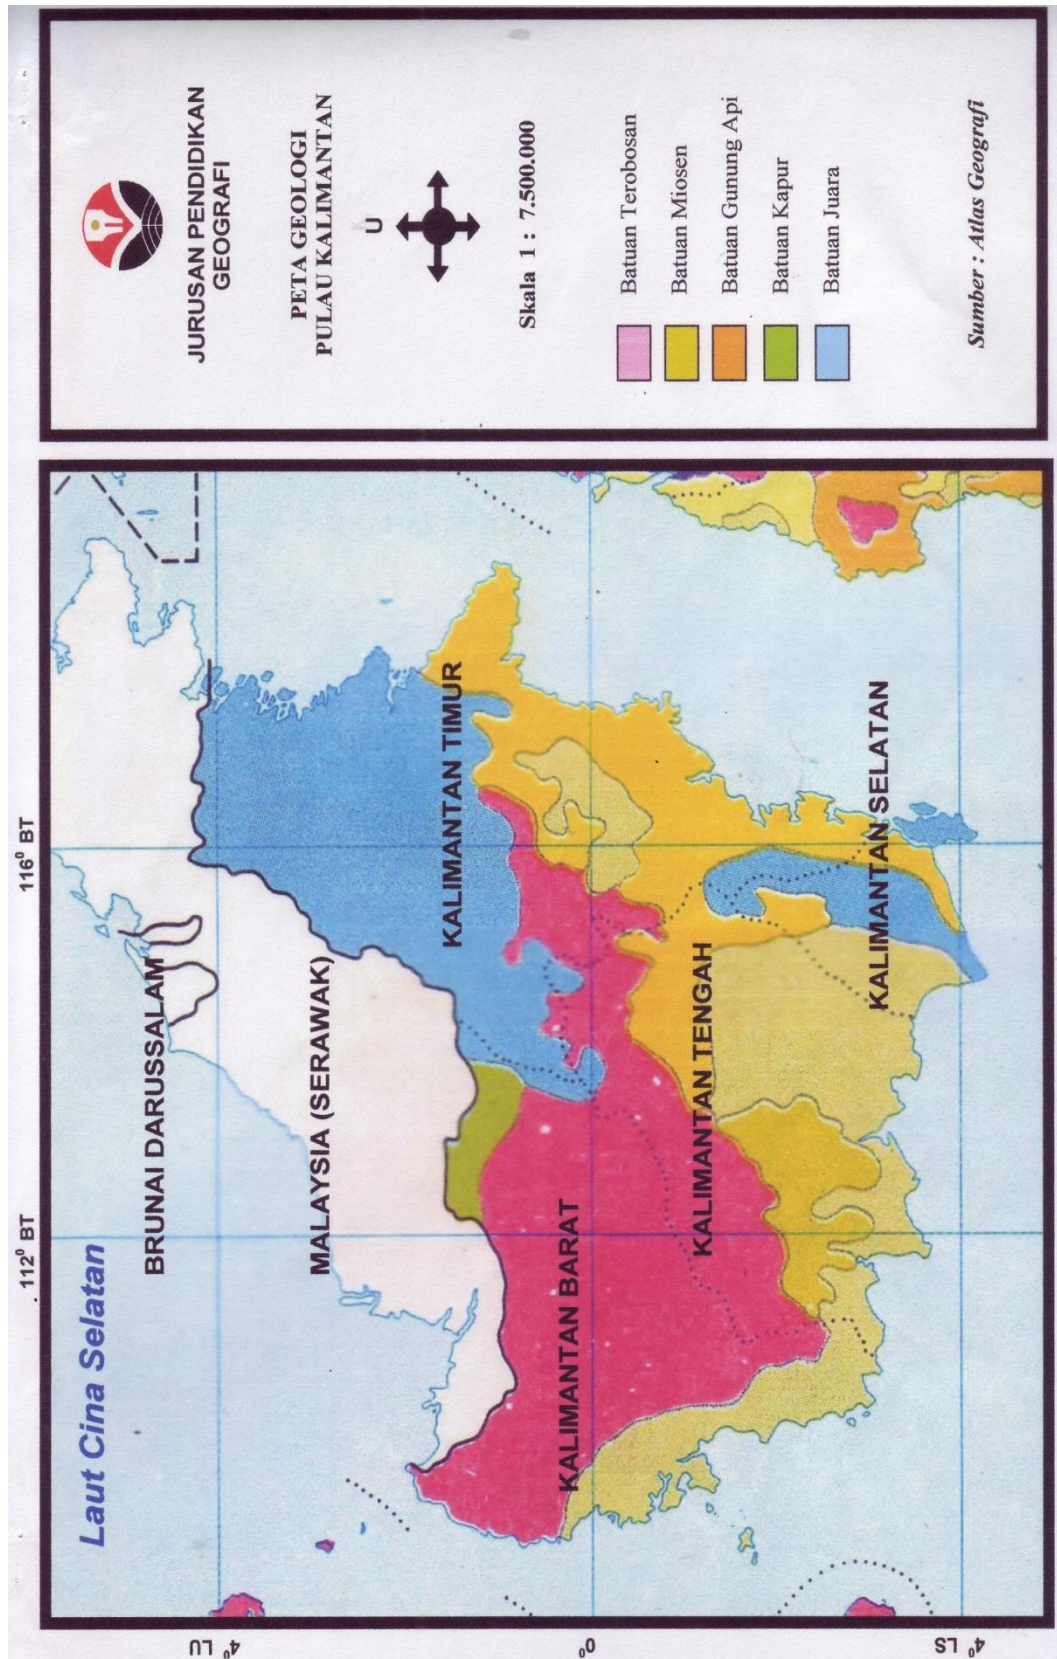 116⁰ BT
112⁰ BT
Laut Cina Selatan
BRUNAI DARUSSALAM
MALAYSIA (SERAWAK)
KALIMANTAN TIMUR
KALIMANTAN BARAT
KALIMANTAN TENGAH
KALIMANTAN SELATAN
4⁰ LU
0⁰
4⁰ LS
JURUSAN PENDIDIKAN
GEOGRAFI
PETA GEOLOGI
PULAU KALIMANTAN
U
Skala 1 : 7.500.000
Batuan Terobosan
Batuan Miosen
Batuan Gunung Api
Batuan Kapur
Batuan Juara
Sumber : Atlas Geografi